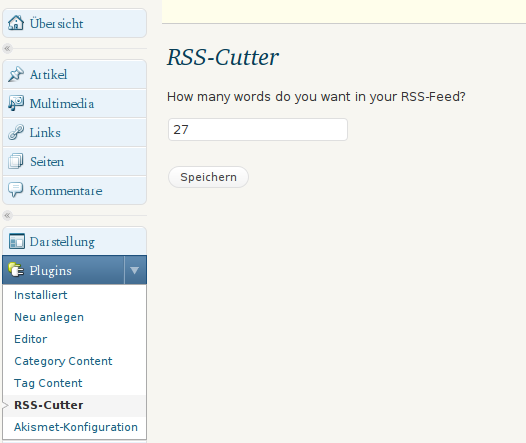 Übersicht
Artikel
Multimedia
Links
Seiten
Kommentare
Darstellung
Plugins
Installiert
Neu anlegen
Editor
Category Content
Tag Content
RSS-Cutter
Akismet-Konfiguration
RSS-Cutter
How many words do you want in your RSS-Feed?
27
Speichern